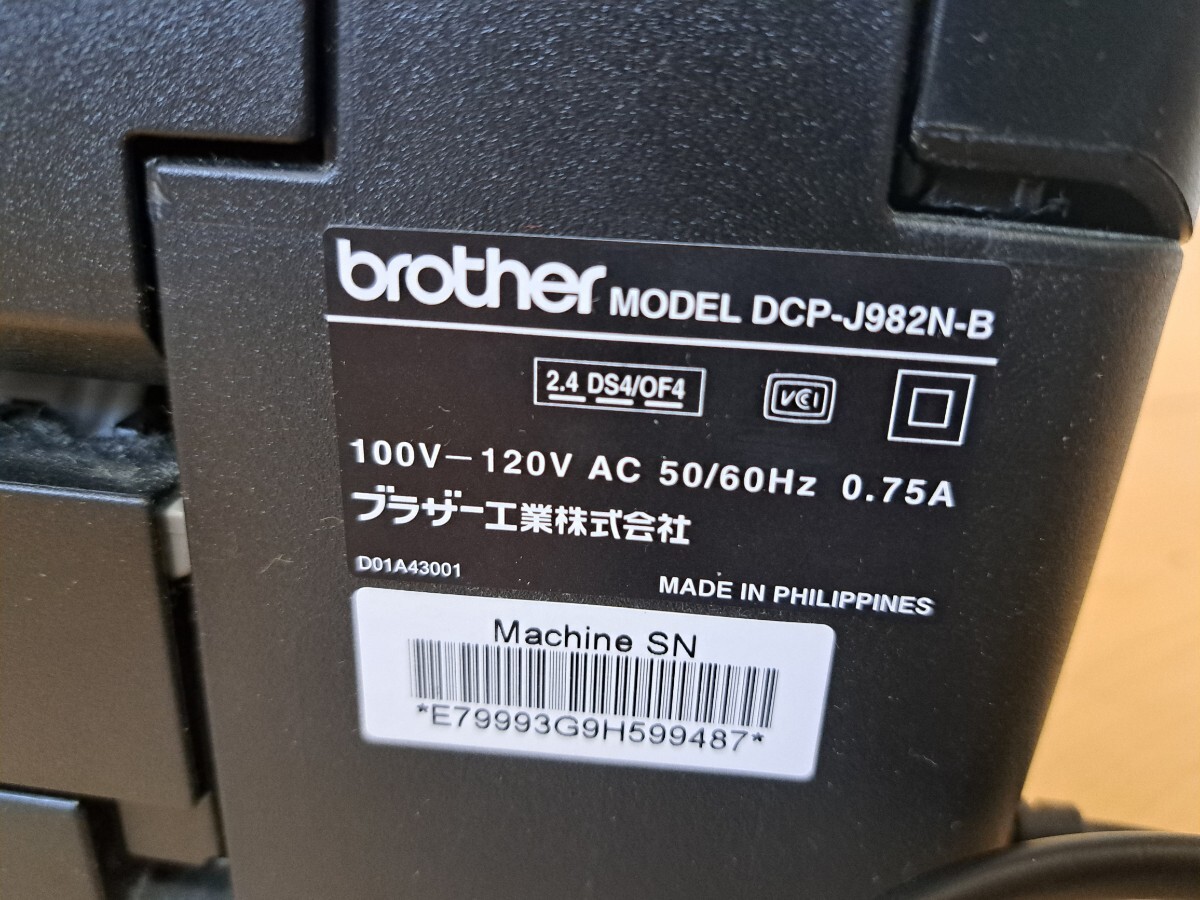 brother MODEL DCP-J982N-B
2.4 DS4/OF4 VCI
100V-120V AC 50/60Hz 0.75A
ブラザー工業株式会社
D01A43001 MADE IN PHILIPPINES
Machine SN
*E79993G9H599487*